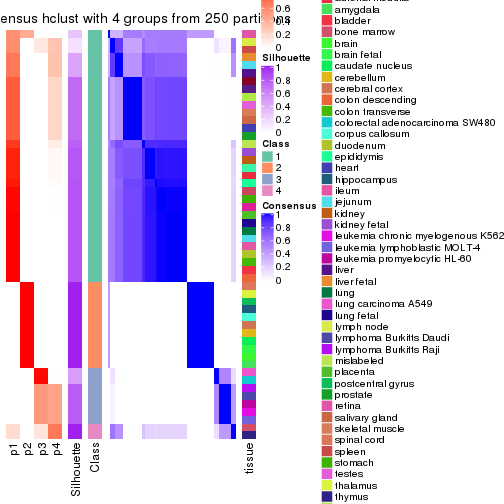 ensus hclust with 4 groups from 250 partitions
0.6
0.4
0.2
0
Silhouette
1
0.8
0.6
0.4
0.2
0
Class
1
2
3
4
Consensus
1
0.8
0.6
0.4
0.2
0
p1
p2
p3
p4
Silhouette
Class
tissue
amygdala
bladder
bone marrow
brain
brain fetal
caudate nucleus
cerebellum
cerebral cortex
colon descending
colon transverse
colorectal adenocarcinoma SW480
corpus callosum
duodenum
epididymis
heart
hippocampus
ileum
jejunum
kidney
kidney fetal
leukemia chronic myelogenous K562
leukemia lymphoblastic MOLT-4
leukemia promyelocytic HL-60
liver
liver fetal
lung
lung carcinoma A549
lung fetal
lymph node
lymphoma Burkitts Daudi
lymphoma Burkitts Raji
mislabeled
placenta
postcentral gyrus
prostate
retina
salivary gland
skeletal muscle
spinal cord
spleen
stomach
testes
thalamus
thymus